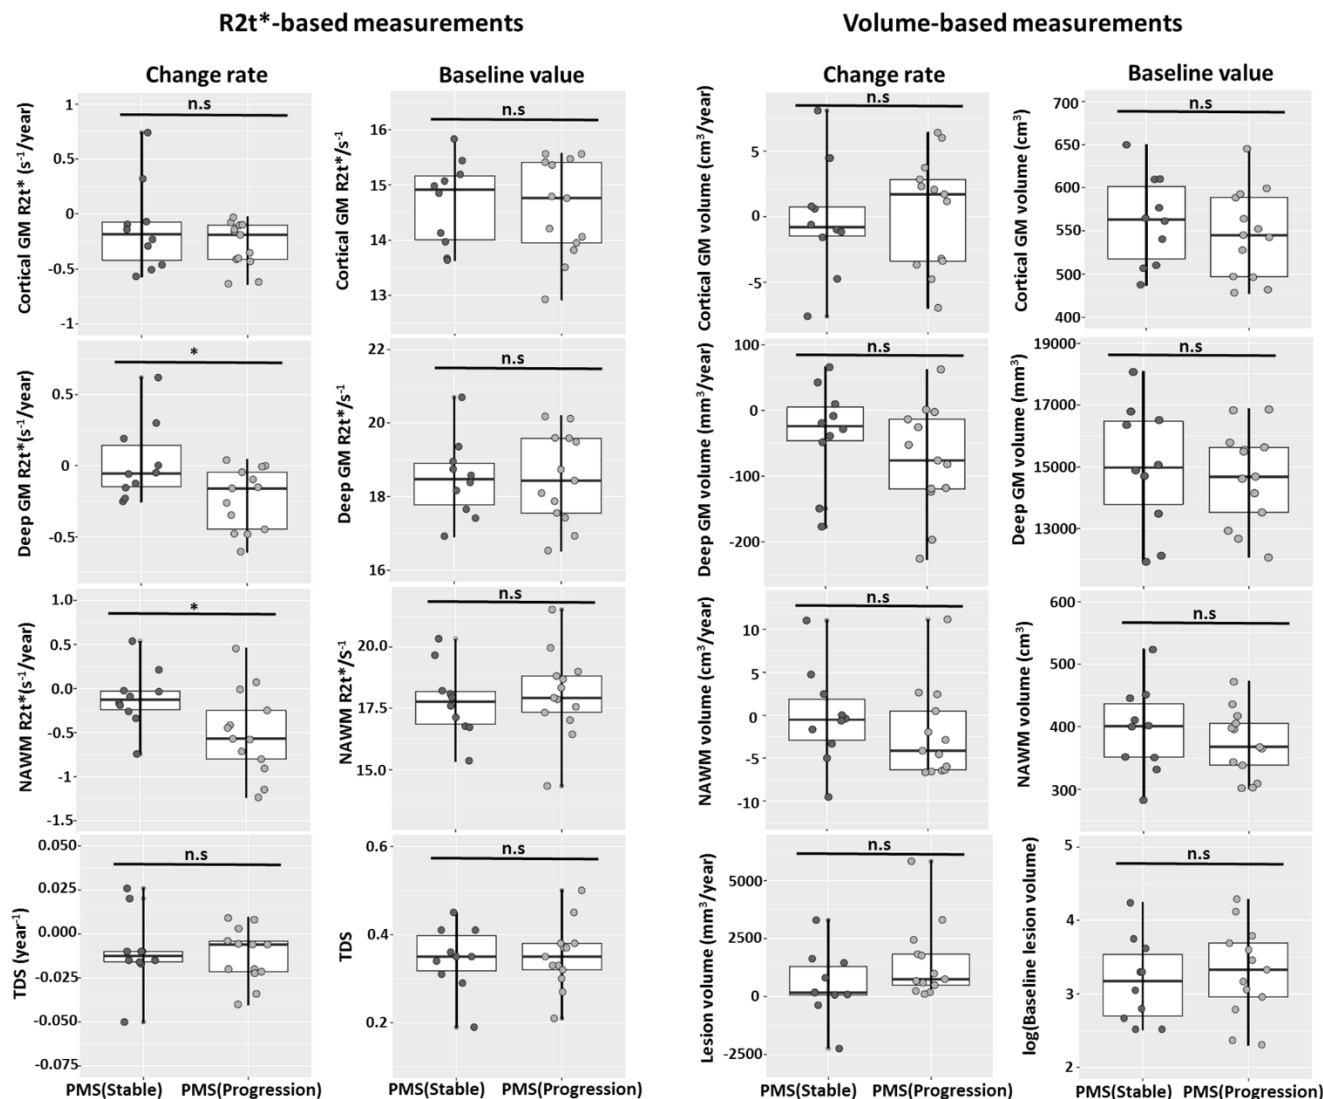 R2t*-based measurements
Volume-based measurements
Change rate
Baseline value
Change rate
Baseline value
Cortical GM R2t* (s-1/year)
1
0.5
0
-0.5
-1
n.s
Cortical GM R2t*/s-1
16
15
14
13
n.s
Cortical GM volume (cm3/year)
5
0
-5
n.s
Cortical GM volume (cm3)
700
650
600
550
500
400
n.s
Deep GM R2t*(s-1/year)
0.5
0
-0.5
*
Deep GM R2t*/s-1
22
20
18
16
n.s
Deep GM volume (mm3/year)
100
0
-100
-200
n.s
Deep GM volume (mm3)
19000
17000
15000
13000
n.s
NAWM R2t*(s-1/year)
1.0
0.5
0.0
-0.5
-1
-1.5
*
NAWM R2t*/S-1
20.0
17.5
15.0
n.s
NAWM volume (cm3/year)
10
5
0
-5
-10
n.s
NAWM volume (cm3)
600
500
400
300
n.s
TDS (year-1)
0.050
0.025
0.000
-0.025
-0.050
-0.075
n.s
TDS
0.6
0.4
0.2
n.s
Lesion volume (mm3/year)
5000
2500
0
-2500
n.s
log(Baseline lesion volume)
5
4
3
2
n.s
PMS(Stable)
PMS(Progression)
PMS(Stable)
PMS(Progression)
PMS(Stable)
PMS(Progression)
PMS(Stable)
PMS(Progression)